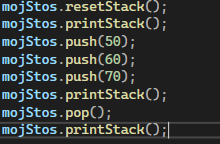 mojStos.resetStack();
mojStos.printStack();
mojStos.push(50);
mojStos.push(60);
mojStos.push(70);
mojStos.printStack();
mojStos.pop();
mojStos.printStack();